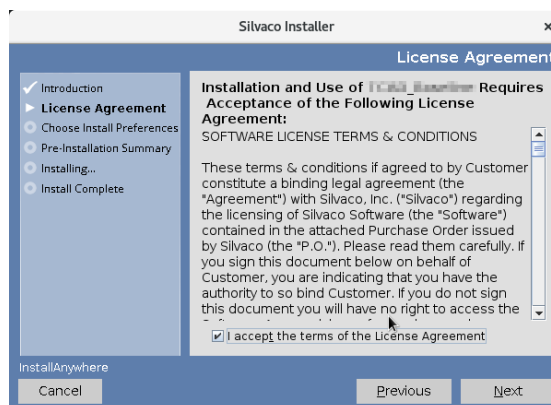 Silvaco Installer
License Agreement
Introduction
License Agreement
Choose Install Preferences
Pre-Installation Summary
Installing...
Install Complete
Installation and Use of Requires
Acceptance of the Following License
Agreement:
SOFTWARE LICENSE TERMS & CONDITIONS
These terms & conditions if agreed to by Customer
constitute a binding legal agreement (the
"Agreement") with Silvaco, Inc. ("Silvaco") regarding
the licensing of Silvaco Software (the "Software")
contained in the attached Purchase Order issued
by Silvaco (the "P.O."). Please read them carefully. If
you sign this document below on behalf of
Customer, you are indicating that you have the
authority to so bind Customer. If you do not sign
this document you will have no right to access the
I accept the terms of the License Agreement
InstallAnywhere
Cancel
Previous
Next